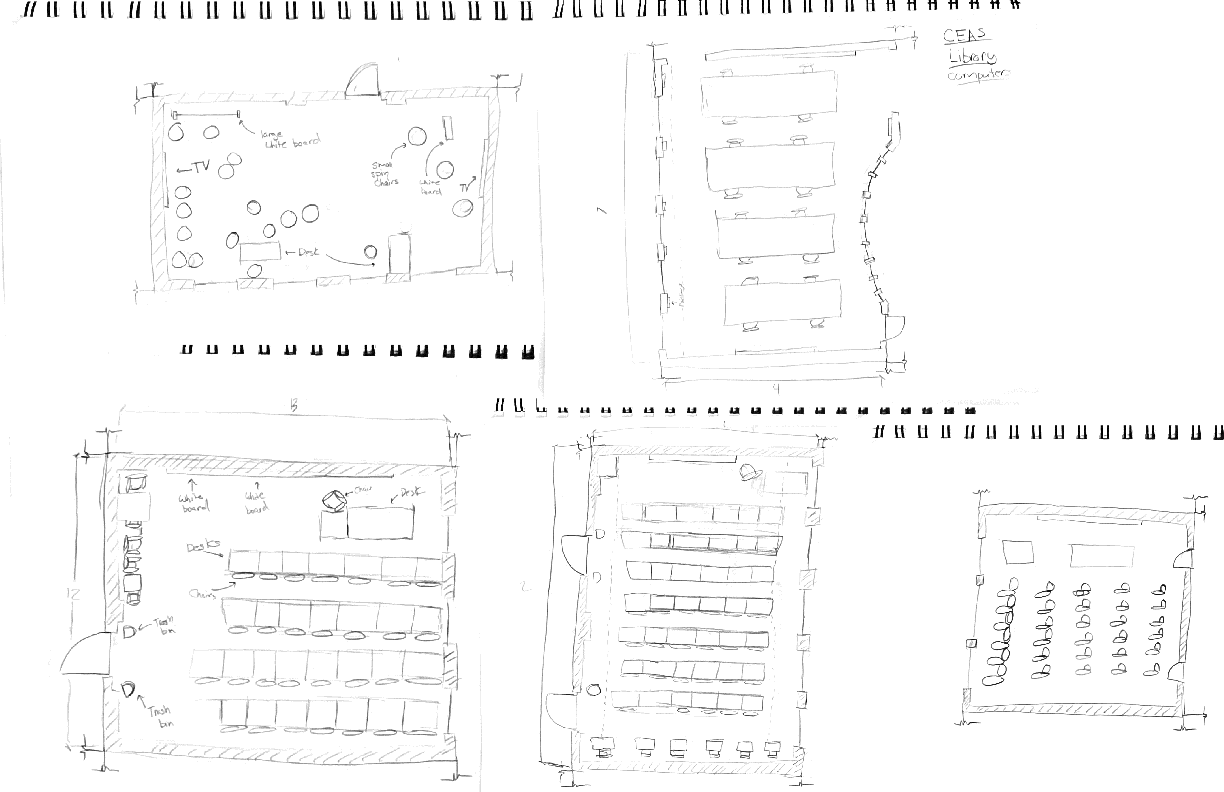 CEAS
Library
Computers
large
white board
TV
Small
spin
Chairs
white
board
TV
Desk
7
4
13
White
board
White
board
Chair
Desk
Desks
Chairs
12
Trash
bin
Trash
bin